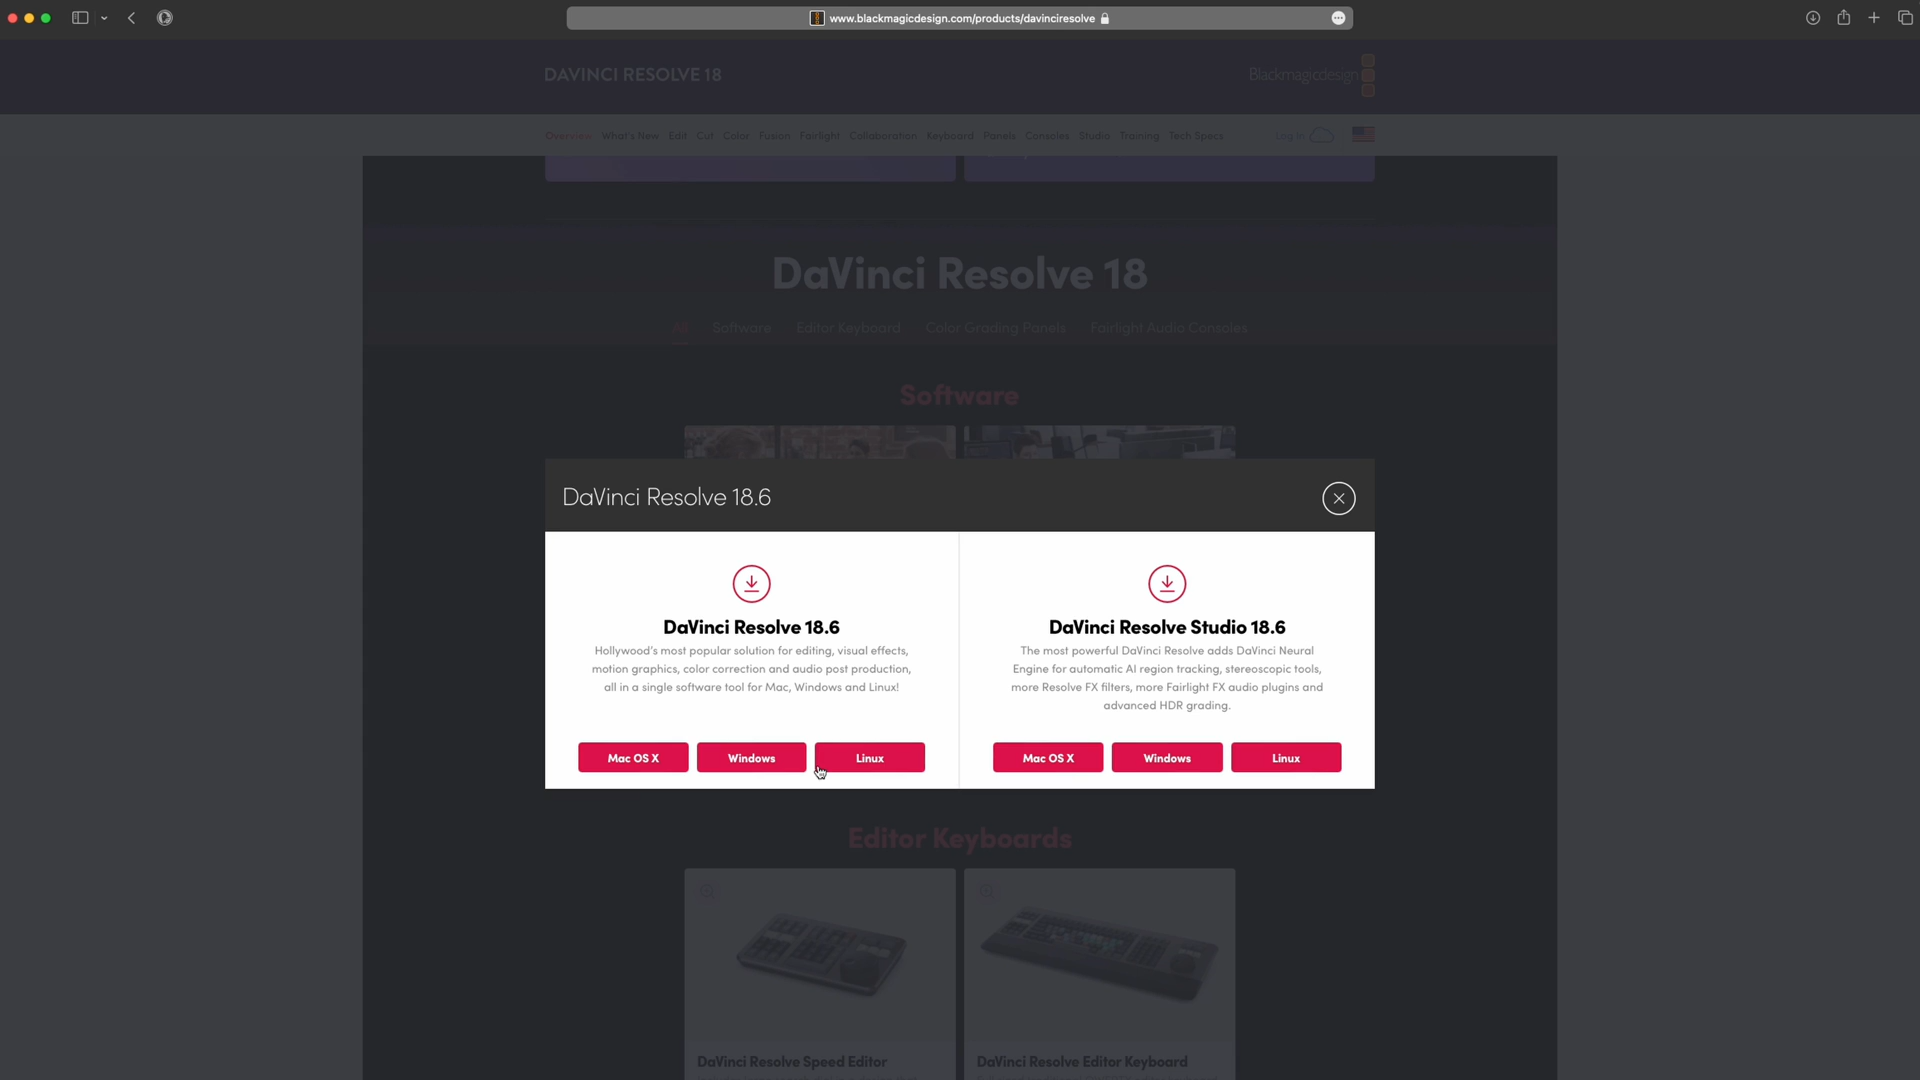 www.blackmagicdesign.com/products/davinciresolve
DAVINCI RESOLVE 18
Blackmagicdesign
Overview What's New Edit Cut Color Fusion Fairlight Collaboration Keyboard Panels Consoles Studio Training Tech Specs
Log In
DaVinci Resolve 18
All Software Editor Keyboard Color Grading Panels Fairlight Audio Consoles
Software
DaVinci Resolve 18.6
DaVinci Resolve 18.6
Hollywood's most popular solution for editing, visual effects,
motion graphics, color correction and audio post production,
all in a single software tool for Mac, Windows and Linux!
Mac OS X Windows Linux
DaVinci Resolve Studio 18.6
The most powerful DaVinci Resolve adds DaVinci Neural
Engine for automatic AI region tracking, stereoscopic tools,
more Resolve FX filters, more Fairlight FX audio plugins and
advanced HDR grading.
Mac OS X Windows Linux
Editor Keyboards
DaVinci Resolve Speed Editor
DaVinci Resolve Editor Keyboard